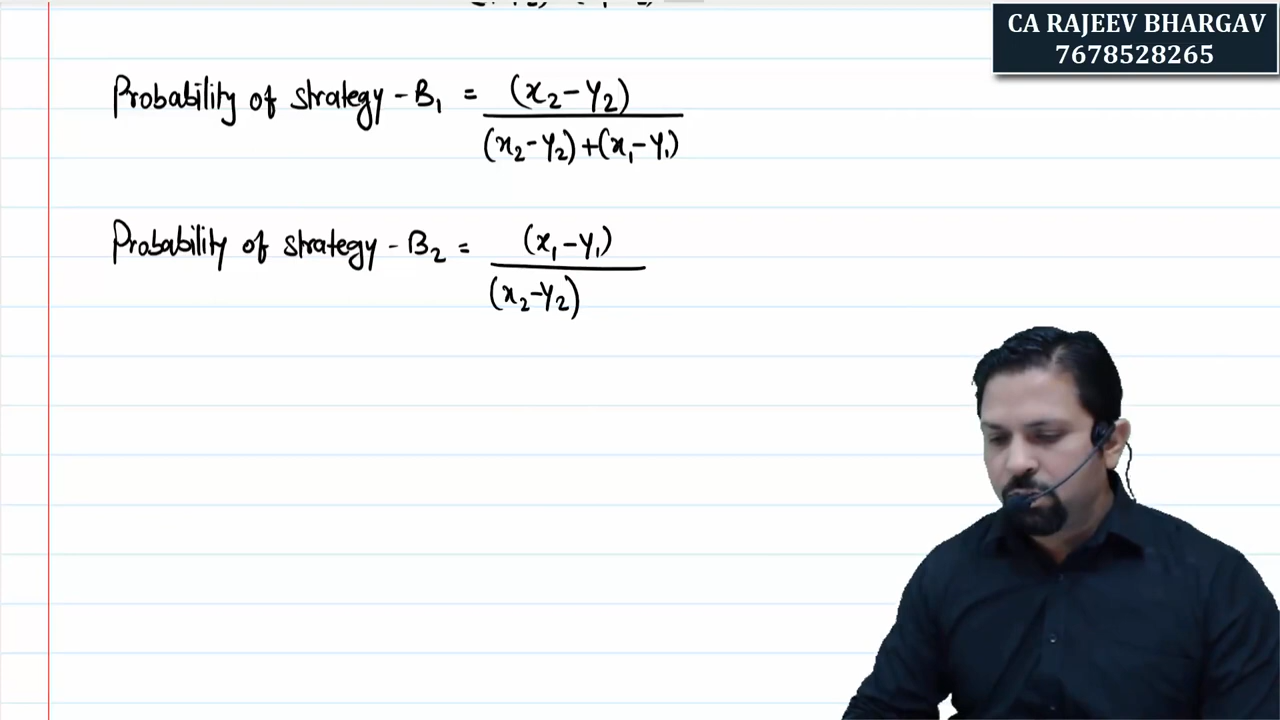 CA RAJEEV BHARGAV
7678528265
Probability of strategy - B₁ = (x₂-y₂) / (x₂-y₂)+(x₁-y₁)
Probability of strategy - B₂ = (x₁-y₁) / (x₂-y₂)